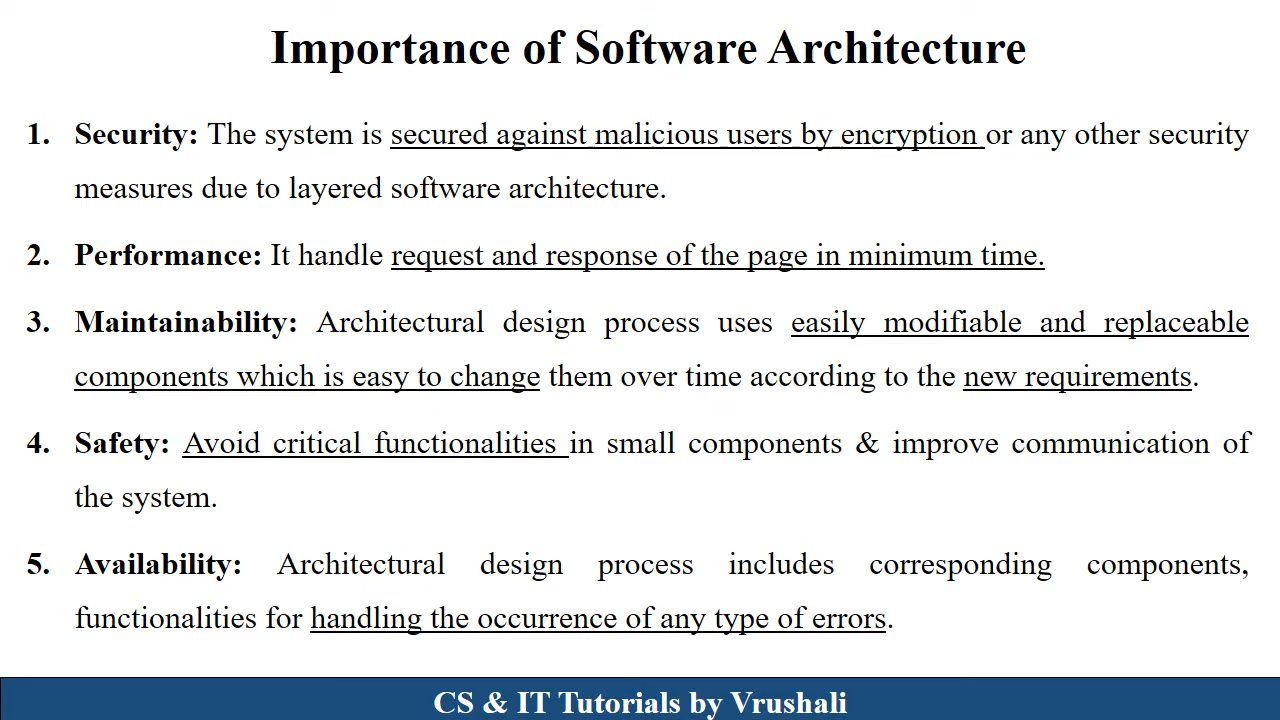 Importance of Software Architecture
1. Security: The system is secured against malicious users by encryption or any other security
measures due to layered software architecture.
2. Performance: It handle request and response of the page in minimum time.
3. Maintainability: Architectural design process uses easily modifiable and replaceable
components which is easy to change them over time according to the new requirements.
4. Safety: Avoid critical functionalities in small components & improve communication of
the system.
5. Availability: Architectural design process includes corresponding components,
functionalities for handling the occurrence of any type of errors.
CS & IT Tutorials by Vrushali